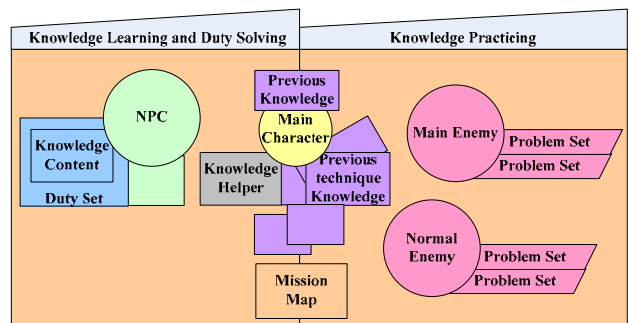 Knowledge Learning and Duty Solving
Knowledge Practicing
Previous
Knowledge
NPC
Main
Character
Main Enemy
Problem Set
Problem Set
Knowledge
Content
Duty Set
Knowledge
Helper
Previous
technique
Knowledge
Normal
Enemy
Problem Set
Problem Set
Mission
Map